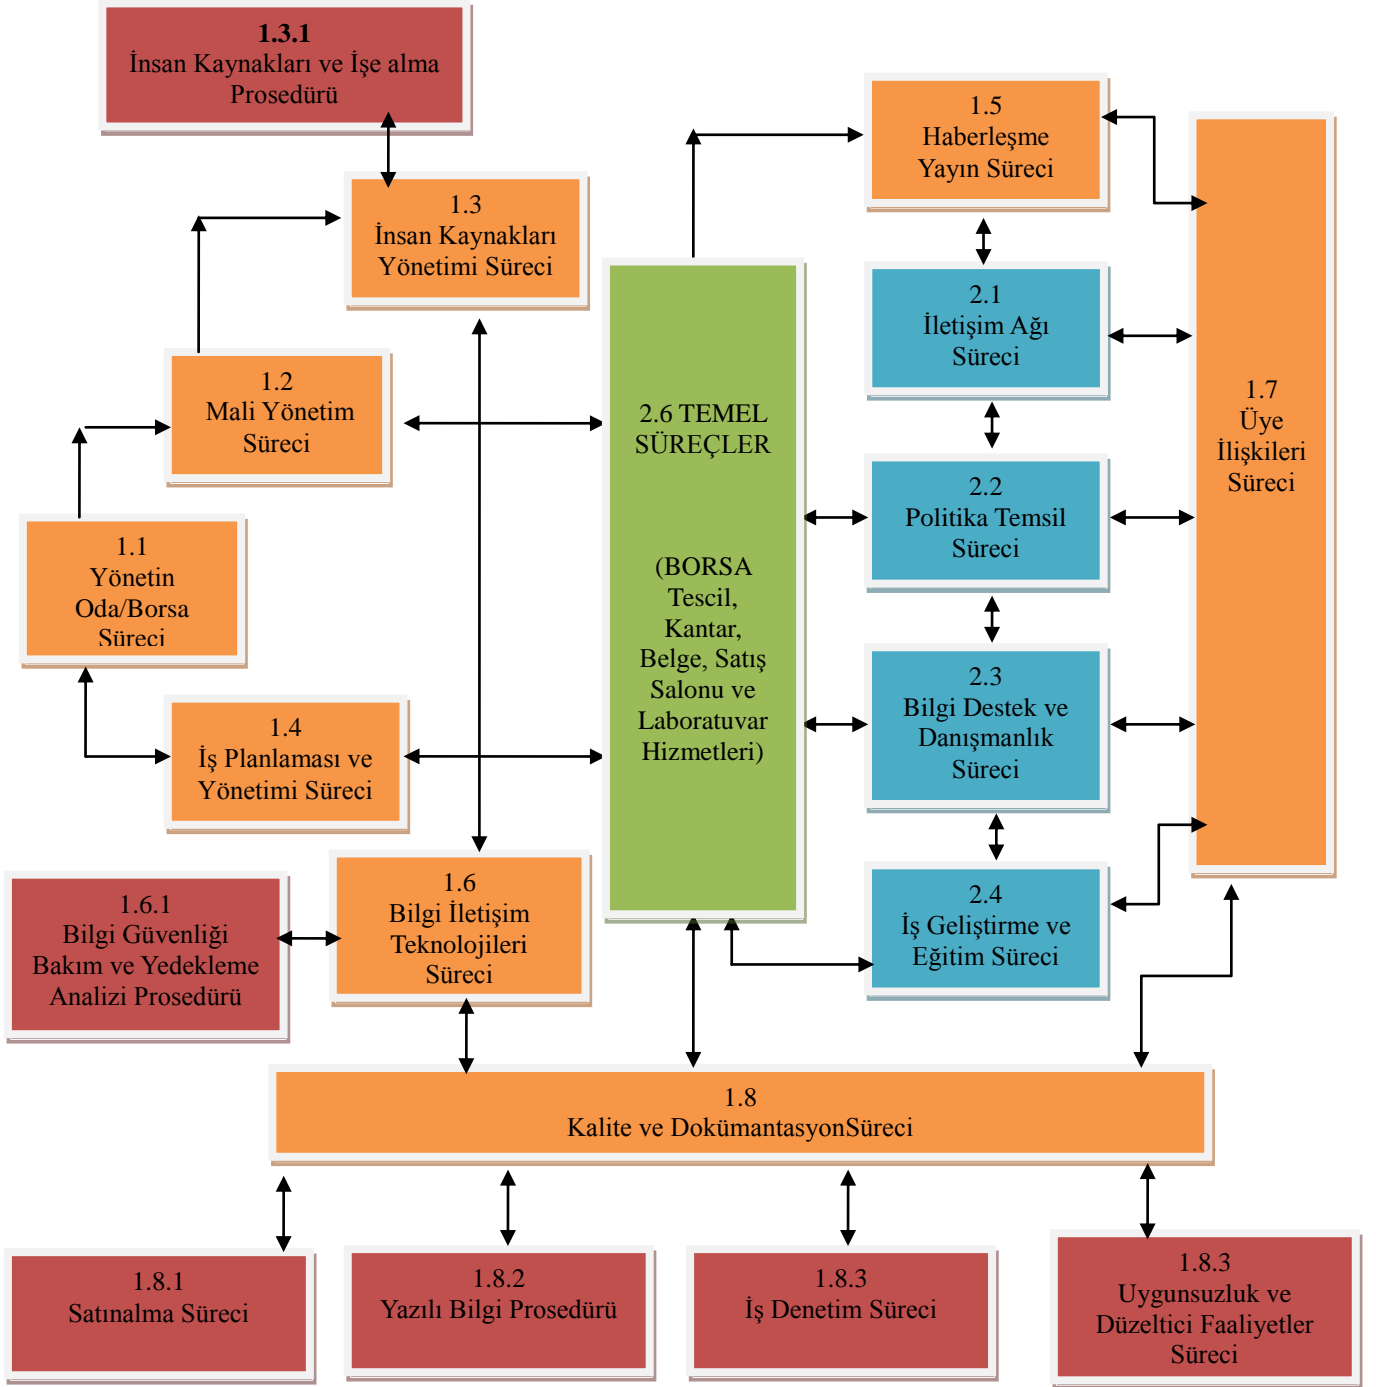 1.3.1
İnsan Kaynakları ve İşe alma
Prosedürü
1.5
Haberleşme
Yayın Süreci
1.3
İnsan Kaynakları
Yönetimi Süreci
2.1
İletişim Ağı
Süreci
1.2
Mali Yönetim
Süreci
2.6 TEMEL
SÜREÇLER
(BORSA
Tescil,
Kantar,
Belge, Satış
Salonu ve
Laboratuvar
Hizmetleri)
1.7
Üye
İlişkileri
Süreci
2.2
Politika Temsil
Süreci
1.1
Yönetin
Oda/Borsa
Süreci
2.3
Bilgi Destek ve
Danışmanlık
Süreci
1.4
İş Planlaması ve
Yönetimi Süreci
1.6
Bilgi İletişim
Teknolojileri
Süreci
2.4
İş Geliştirme ve
Eğitim Süreci
1.6.1
Bilgi Güvenliği
Bakım ve Yedekleme
Analizi Prosedürü
1.8
Kalite ve DokümantasyonSüreci
1.8.1
Satınalma Süreci
1.8.2
Yazılı Bilgi Prosedürü
1.8.3
İş Denetim Süreci
1.8.3
Uygunsuzluk ve
Düzeltici Faaliyetler
Süreci